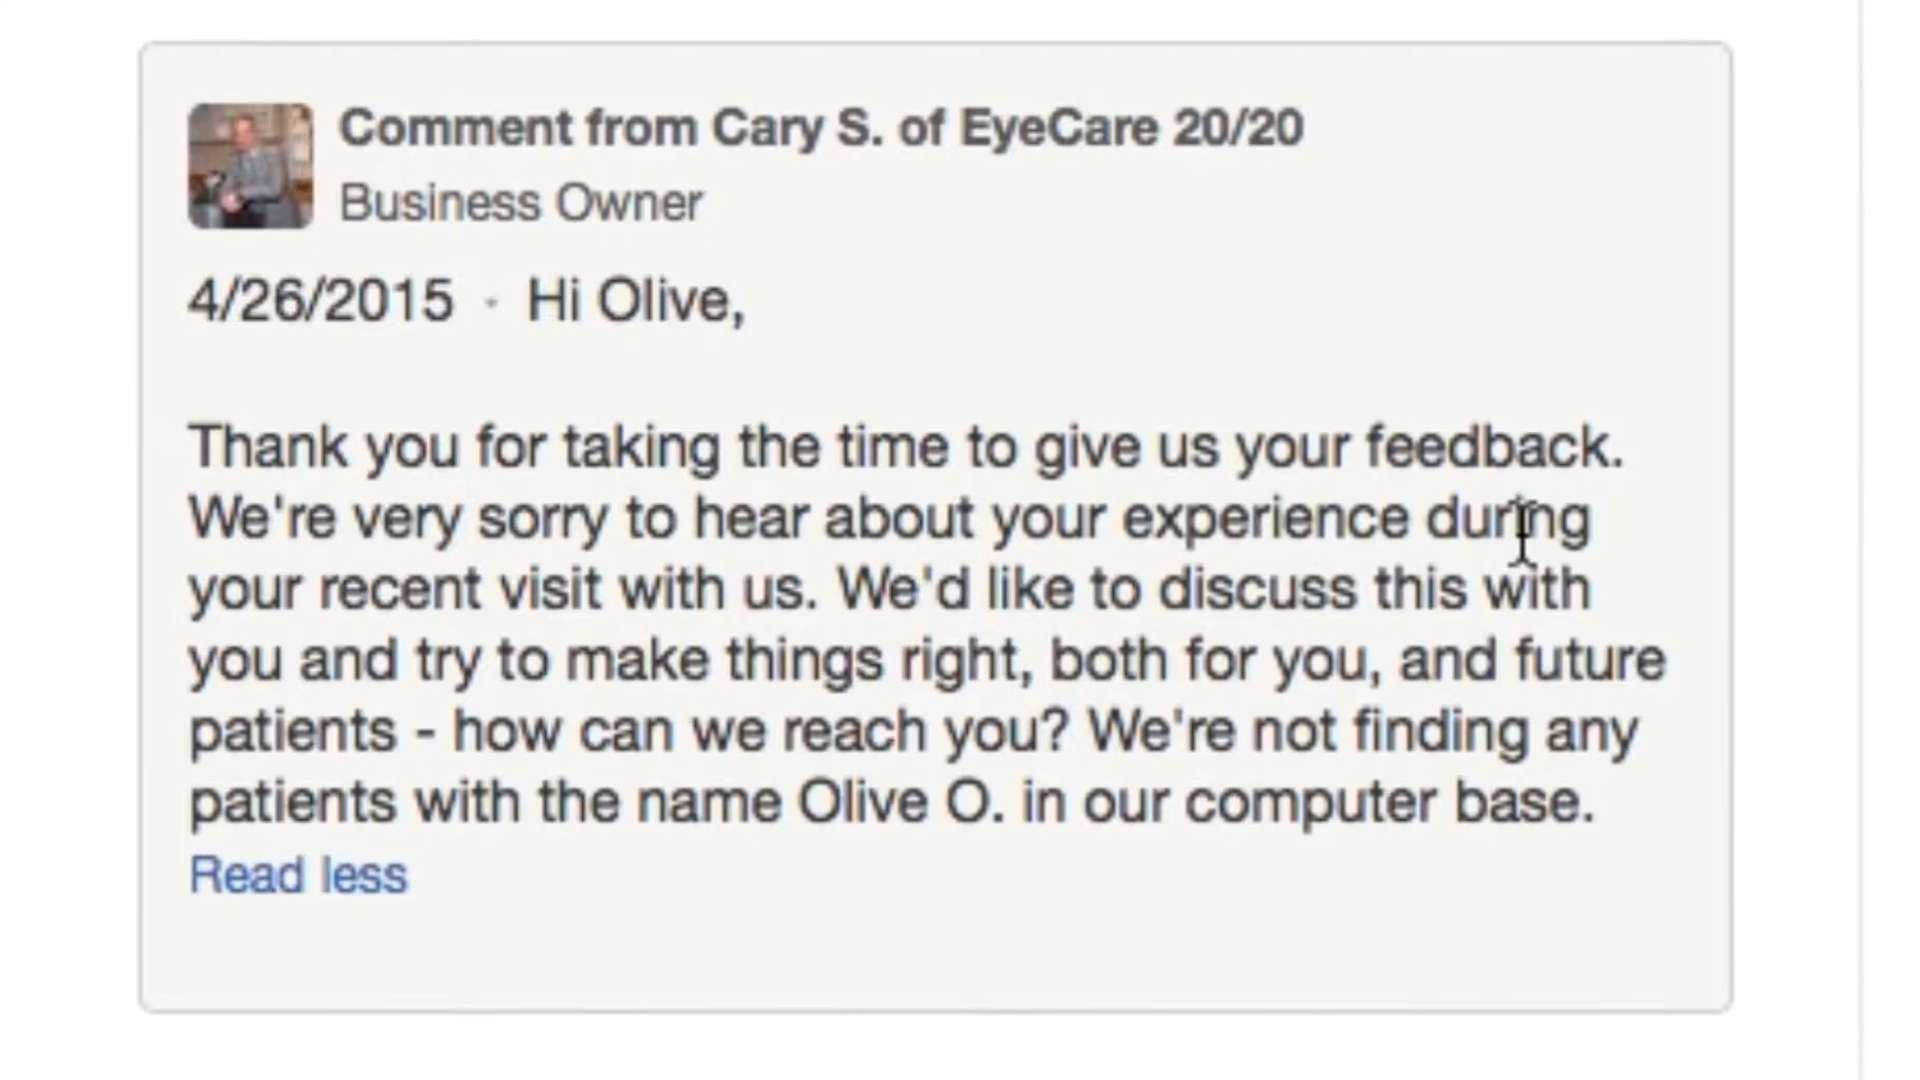 Comment from Cary S. of EyeCare 20/20
Business Owner
4/26/2015 · Hi Olive,
Thank you for taking the time to give us your feedback.
We're very sorry to hear about your experience during
your recent visit with us. We'd like to discuss this with
you and try to make things right, both for you, and future
patients - how can we reach you? We're not finding any
patients with the name Olive O. in our computer base.
Read less